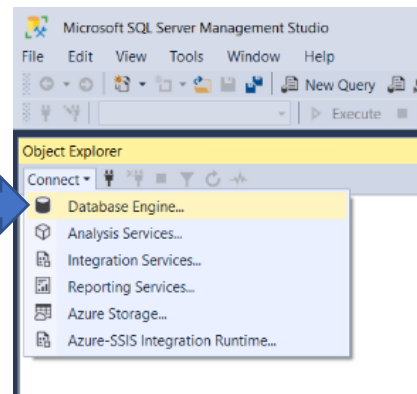 Microsoft SQL Server Management Studio
File Edit View Tools Window Help
New Query
Execute
Object Explorer
Connect
Database Engine...
Analysis Services...
Integration Services...
Reporting Services...
Azure Storage...
Azure-SSIS Integration Runtime...